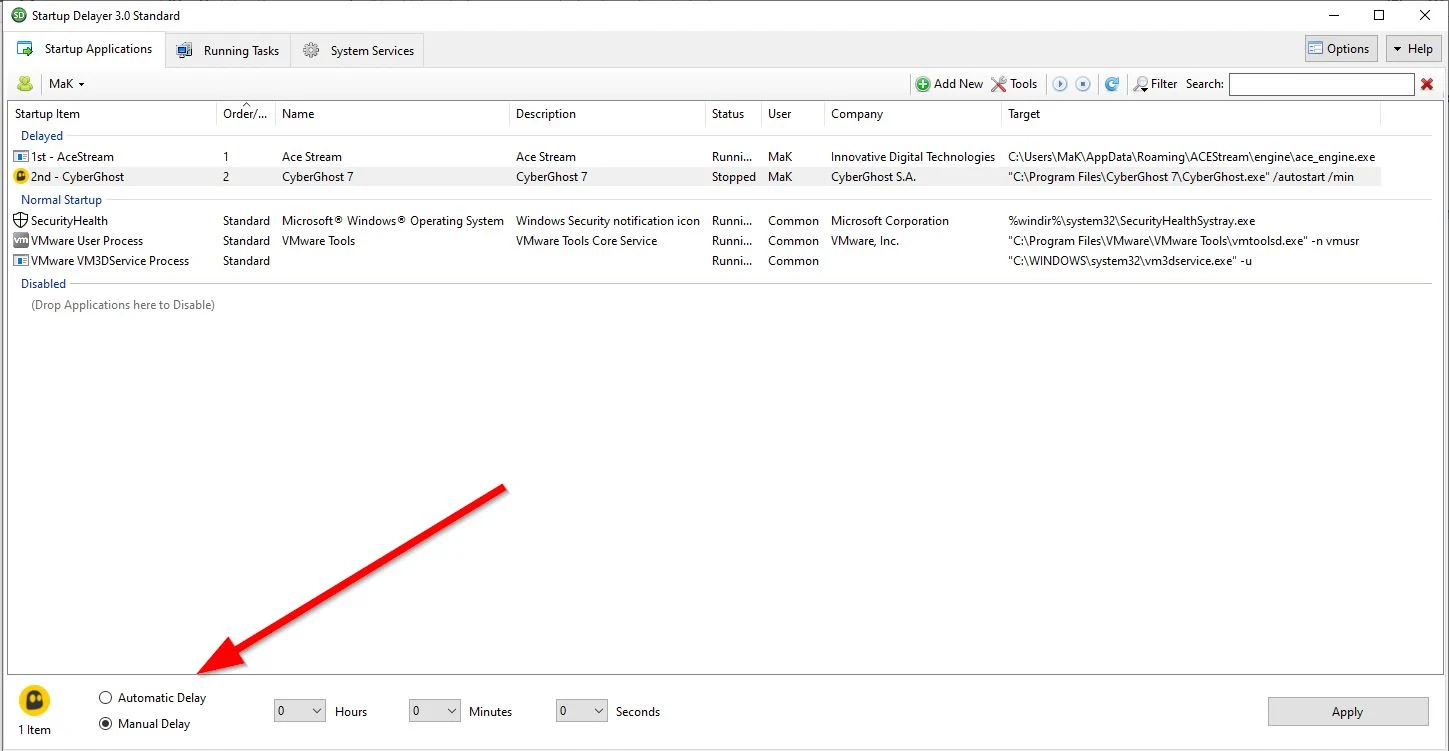 SD Startup Delayer 3.0 Standard
Startup Applications Running Tasks System Services Options Help
MaK Add New Tools Filter Search:
Startup Item Order/... Name Description Status User Company Target
Delayed
1st - AceStream 1 Ace Stream Ace Stream Runni... MaK Innovative Digital Technologies C:\Users\MaK\AppData\Roaming\ACEStream\engine\ace_engine.exe
2nd - CyberGhost 2 CyberGhost 7 CyberGhost 7 Stopped MaK CyberGhost S.A. "C:\Program Files\CyberGhost 7\CyberGhost.exe" /autostart /min
Normal Startup
SecurityHealth Standard Microsoft® Windows® Operating System Windows Security notification icon Runni... Common Microsoft Corporation %windir%\system32\SecurityHealthSystray.exe
vm VMware User Process Standard VMware Tools VMware Tools Core Service Runni... Common VMware, Inc. "C:\Program Files\VMware\VMware Tools\vmtoolsd.exe" -n vmusr
VMware VM3DService Process Standard Runni... Common "C:\WINDOWS\system32\vm3dservice.exe" -u
Disabled
(Drop Applications here to Disable)
Automatic Delay
0 Hours 0 Minutes 0 Seconds Apply
Manual Delay
1 Item